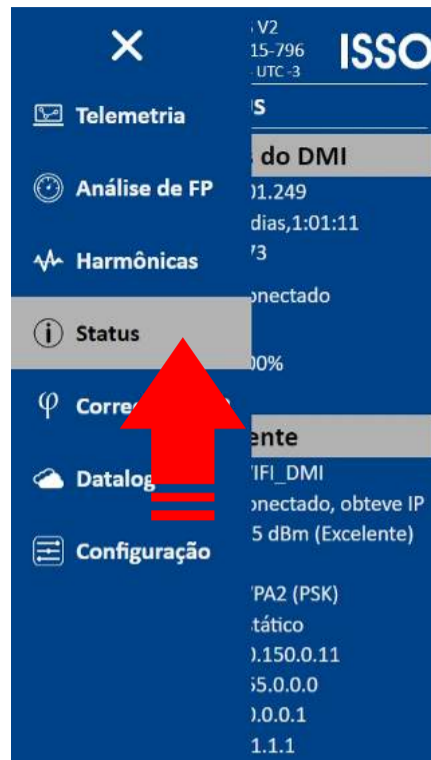 V2
15-796
UTC -3
ISSO
Telemetria
Análise de FP
Harmônicas
Status
φ
Datalog
Configuração
do DMI
01.249
dias,1:01:11
73
onectado
00%
ente
IFI_DMI
onectado, obteve IP
5 dBm (Excelente)
PA2 (PSK)
tático
0.150.0.11
55.0.0.0
0.0.0.1
1.1.1